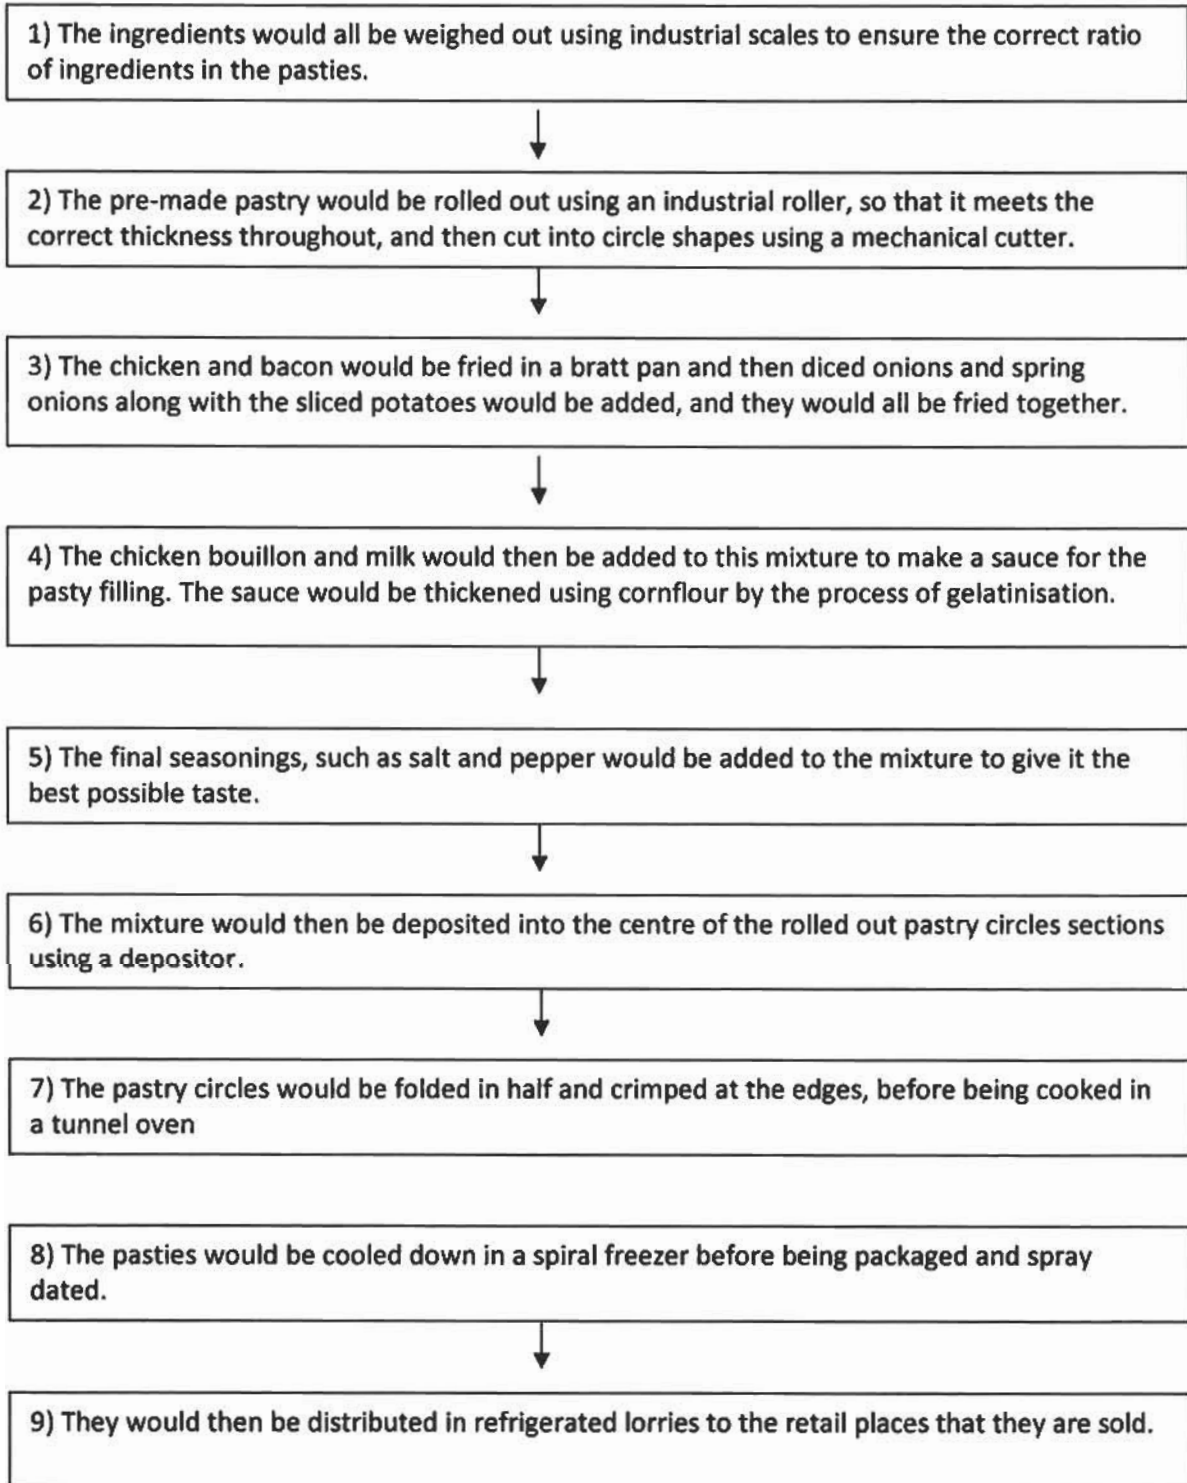 1) The ingredients would all be weighed out using industrial scales to ensure the correct ratio
of ingredients in the pasties.
2) The pre-made pastry would be rolled out using an industrial roller, so that it meets the
correct thickness throughout, and then cut into circle shapes using a mechanical cutter.
3) The chicken and bacon would be fried in a bratt pan and then diced onions and spring
onions along with the sliced potatoes would be added, and they would all be fried together.
4) The chicken bouillon and milk would then be added to this mixture to make a sauce for the
pasty filling. The sauce would be thickened using cornflour by the process of gelatinisation.
5) The final seasonings, such as salt and pepper would be added to the mixture to give it the
best possible taste.
6) The mixture would then be deposited into the centre of the rolled out pastry circles sections
using a depositor.
7) The pastry circles would be folded in half and crimped at the edges, before being cooked in
a tunnel oven
8) The pasties would be cooled down in a spiral freezer before being packaged and spray
dated.
9) They would then be distributed in refrigerated lorries to the retail places that they are sold.